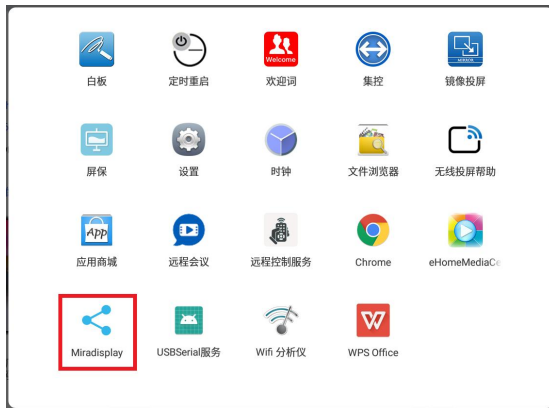 Welcome
MIRROR
白板
定时重启
欢迎词
集控
镜像投屏
屏保
设置
时钟
文件浏览器
无线投屏帮助
App
应用商城
远程会议
远程控制服务
Chrome
eHomeMediaCe
Miradisplay
USBSerial服务
Wifi 分析仪
WPS Office